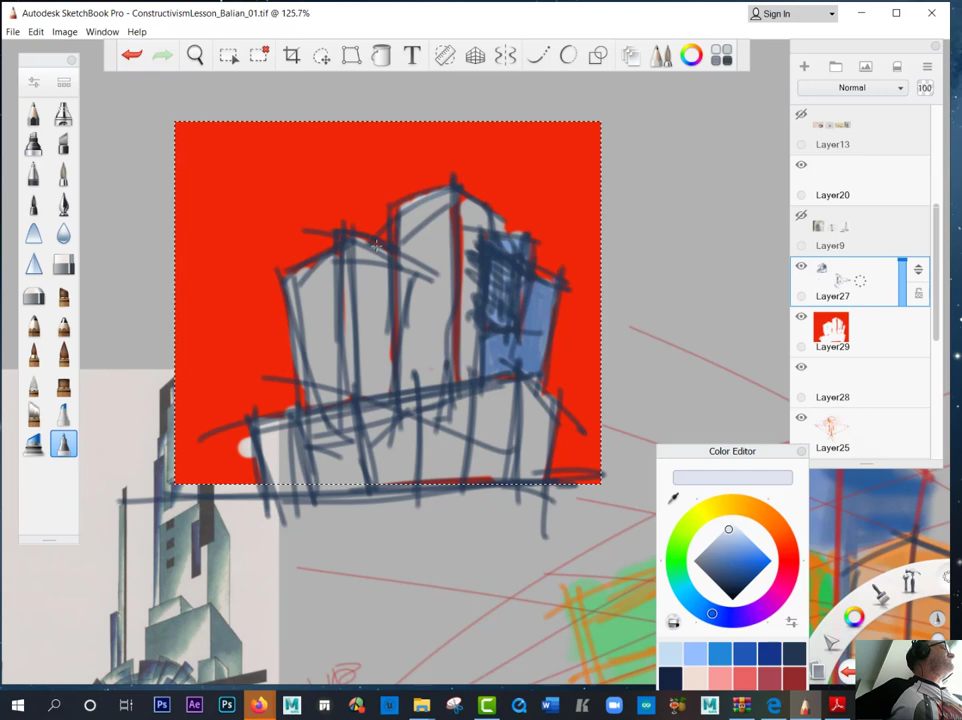 Autodesk SketchBook Pro - ConstructivismLesson_Balian_01.tif @ 125.7%
Sign In
File Edit Image Window Help
Normal
100
Layer13
Layer20
Layer9
Layer27
Layer29
Layer28
Layer25
Color Editor